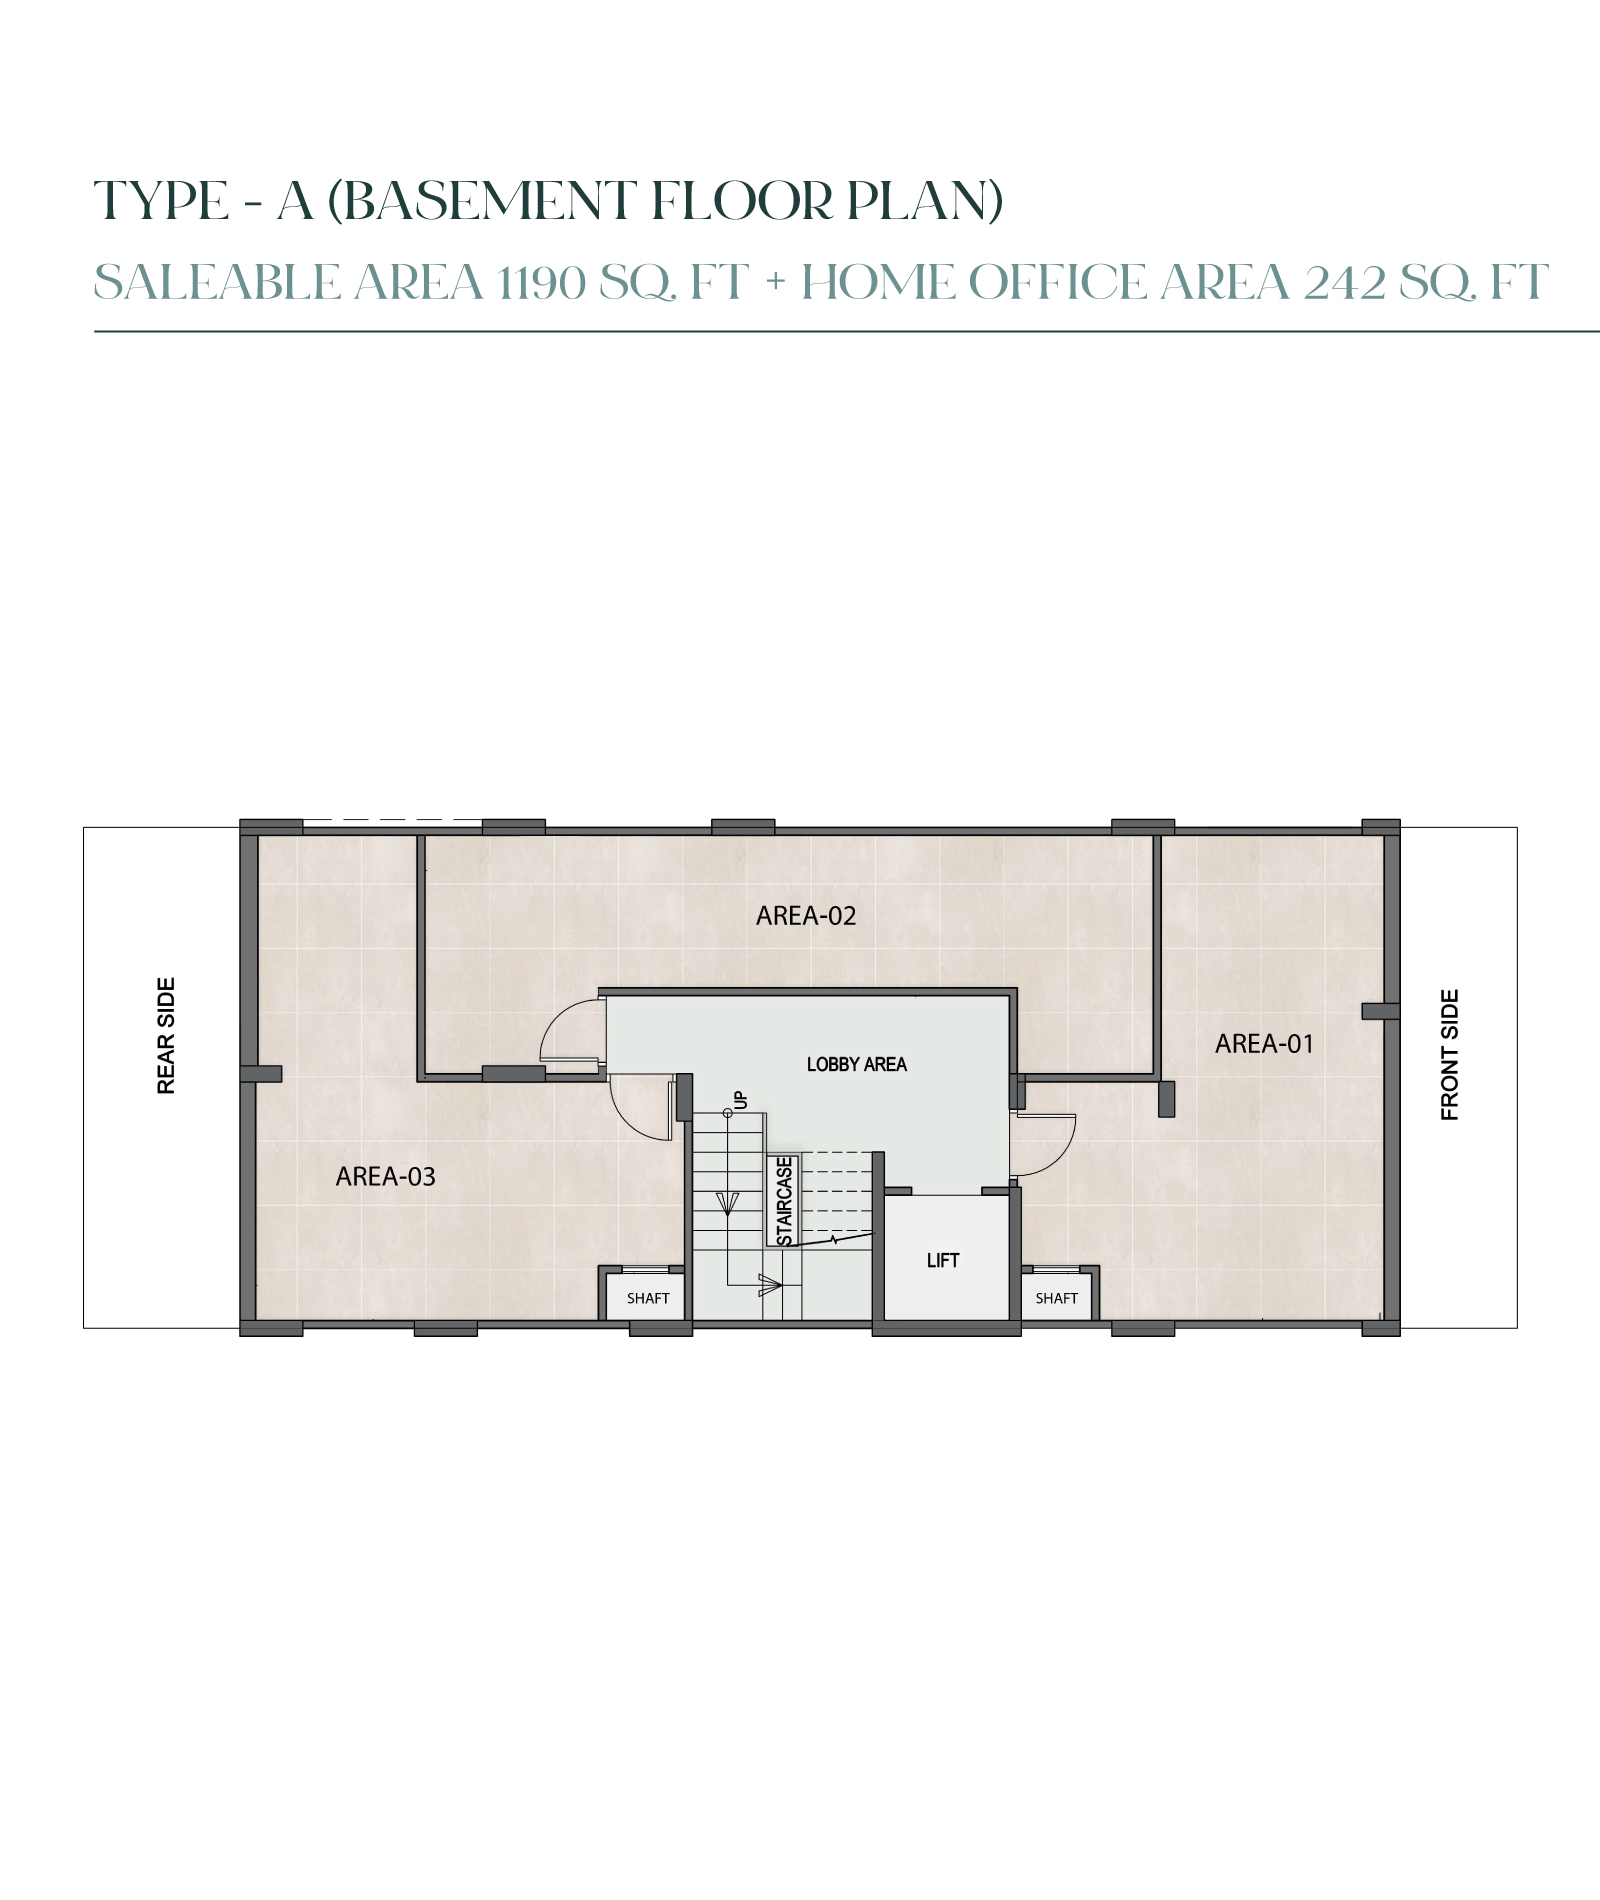 TYPE - A (BASEMENT FLOOR PLAN)
SALEABLE AREA 1190 SQ. FT + HOME OFFICE AREA 242 SQ. FT
AREA-02
REAR SIDE
FRONT SIDE
AREA-01
LOBBY AREA
UP
AREA-03
STAIRCASE
LIFT
SHAFT
SHAFT